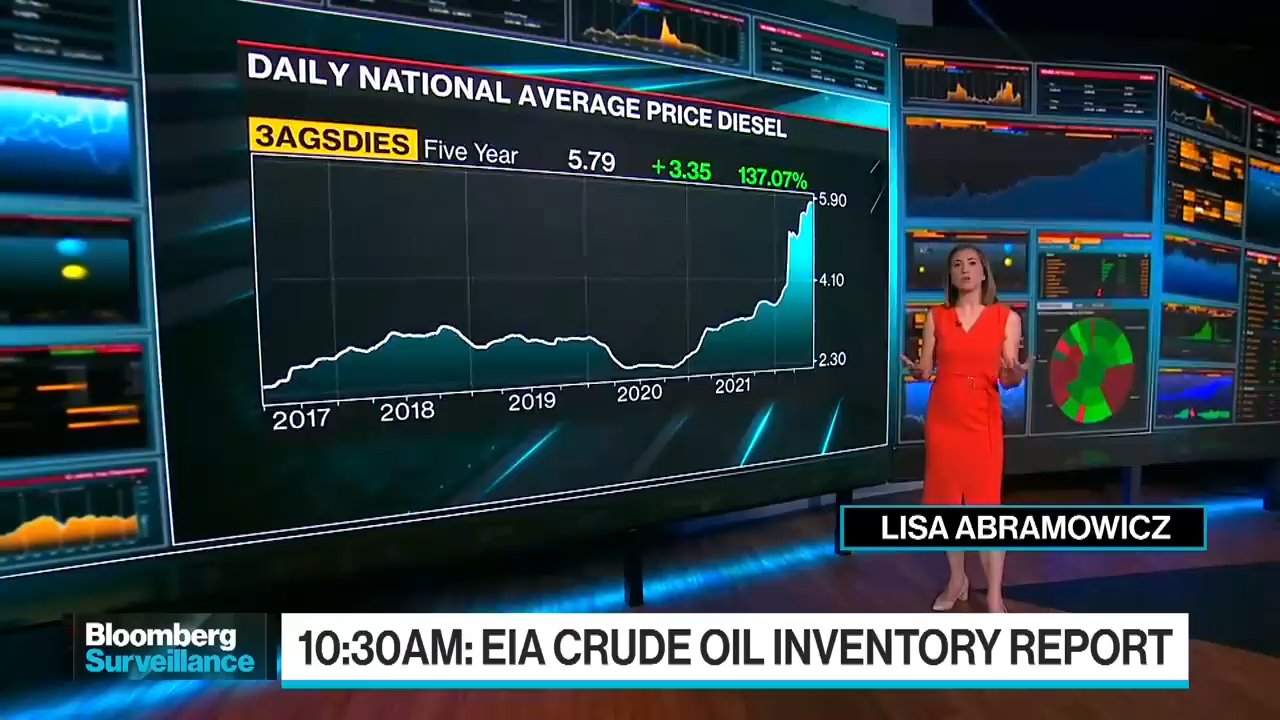 DAILY NATIONAL AVERAGE PRICE DIESEL
3AGSDIES Five Year 5.79 +3.35 137.07%
5.90
4.10
2.30
2017 2018 2019 2020 2021
LISA ABRAMOWICZ
Bloomberg
Surveillance
10:30AM: EIA CRUDE OIL INVENTORY REPORT